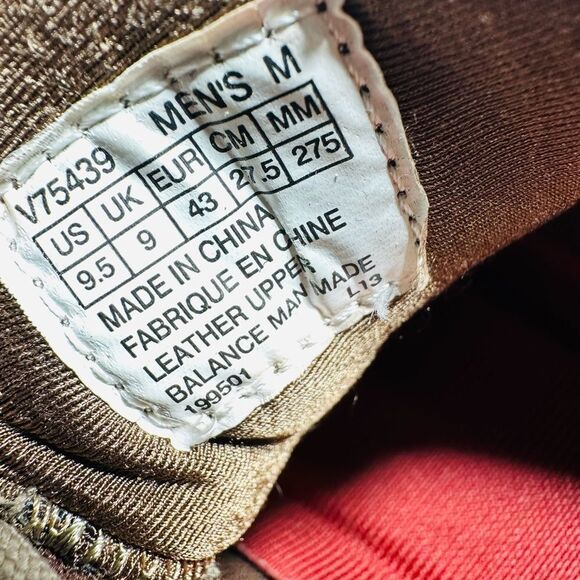 V75439 MEN'S M
US UK EUR CM MM
9.5 9 43 27.5 275
MADE IN CHINA
FABRIQUE EN CHINE
LEATHER UPPER
BALANCE MAN MADE
199501 L13